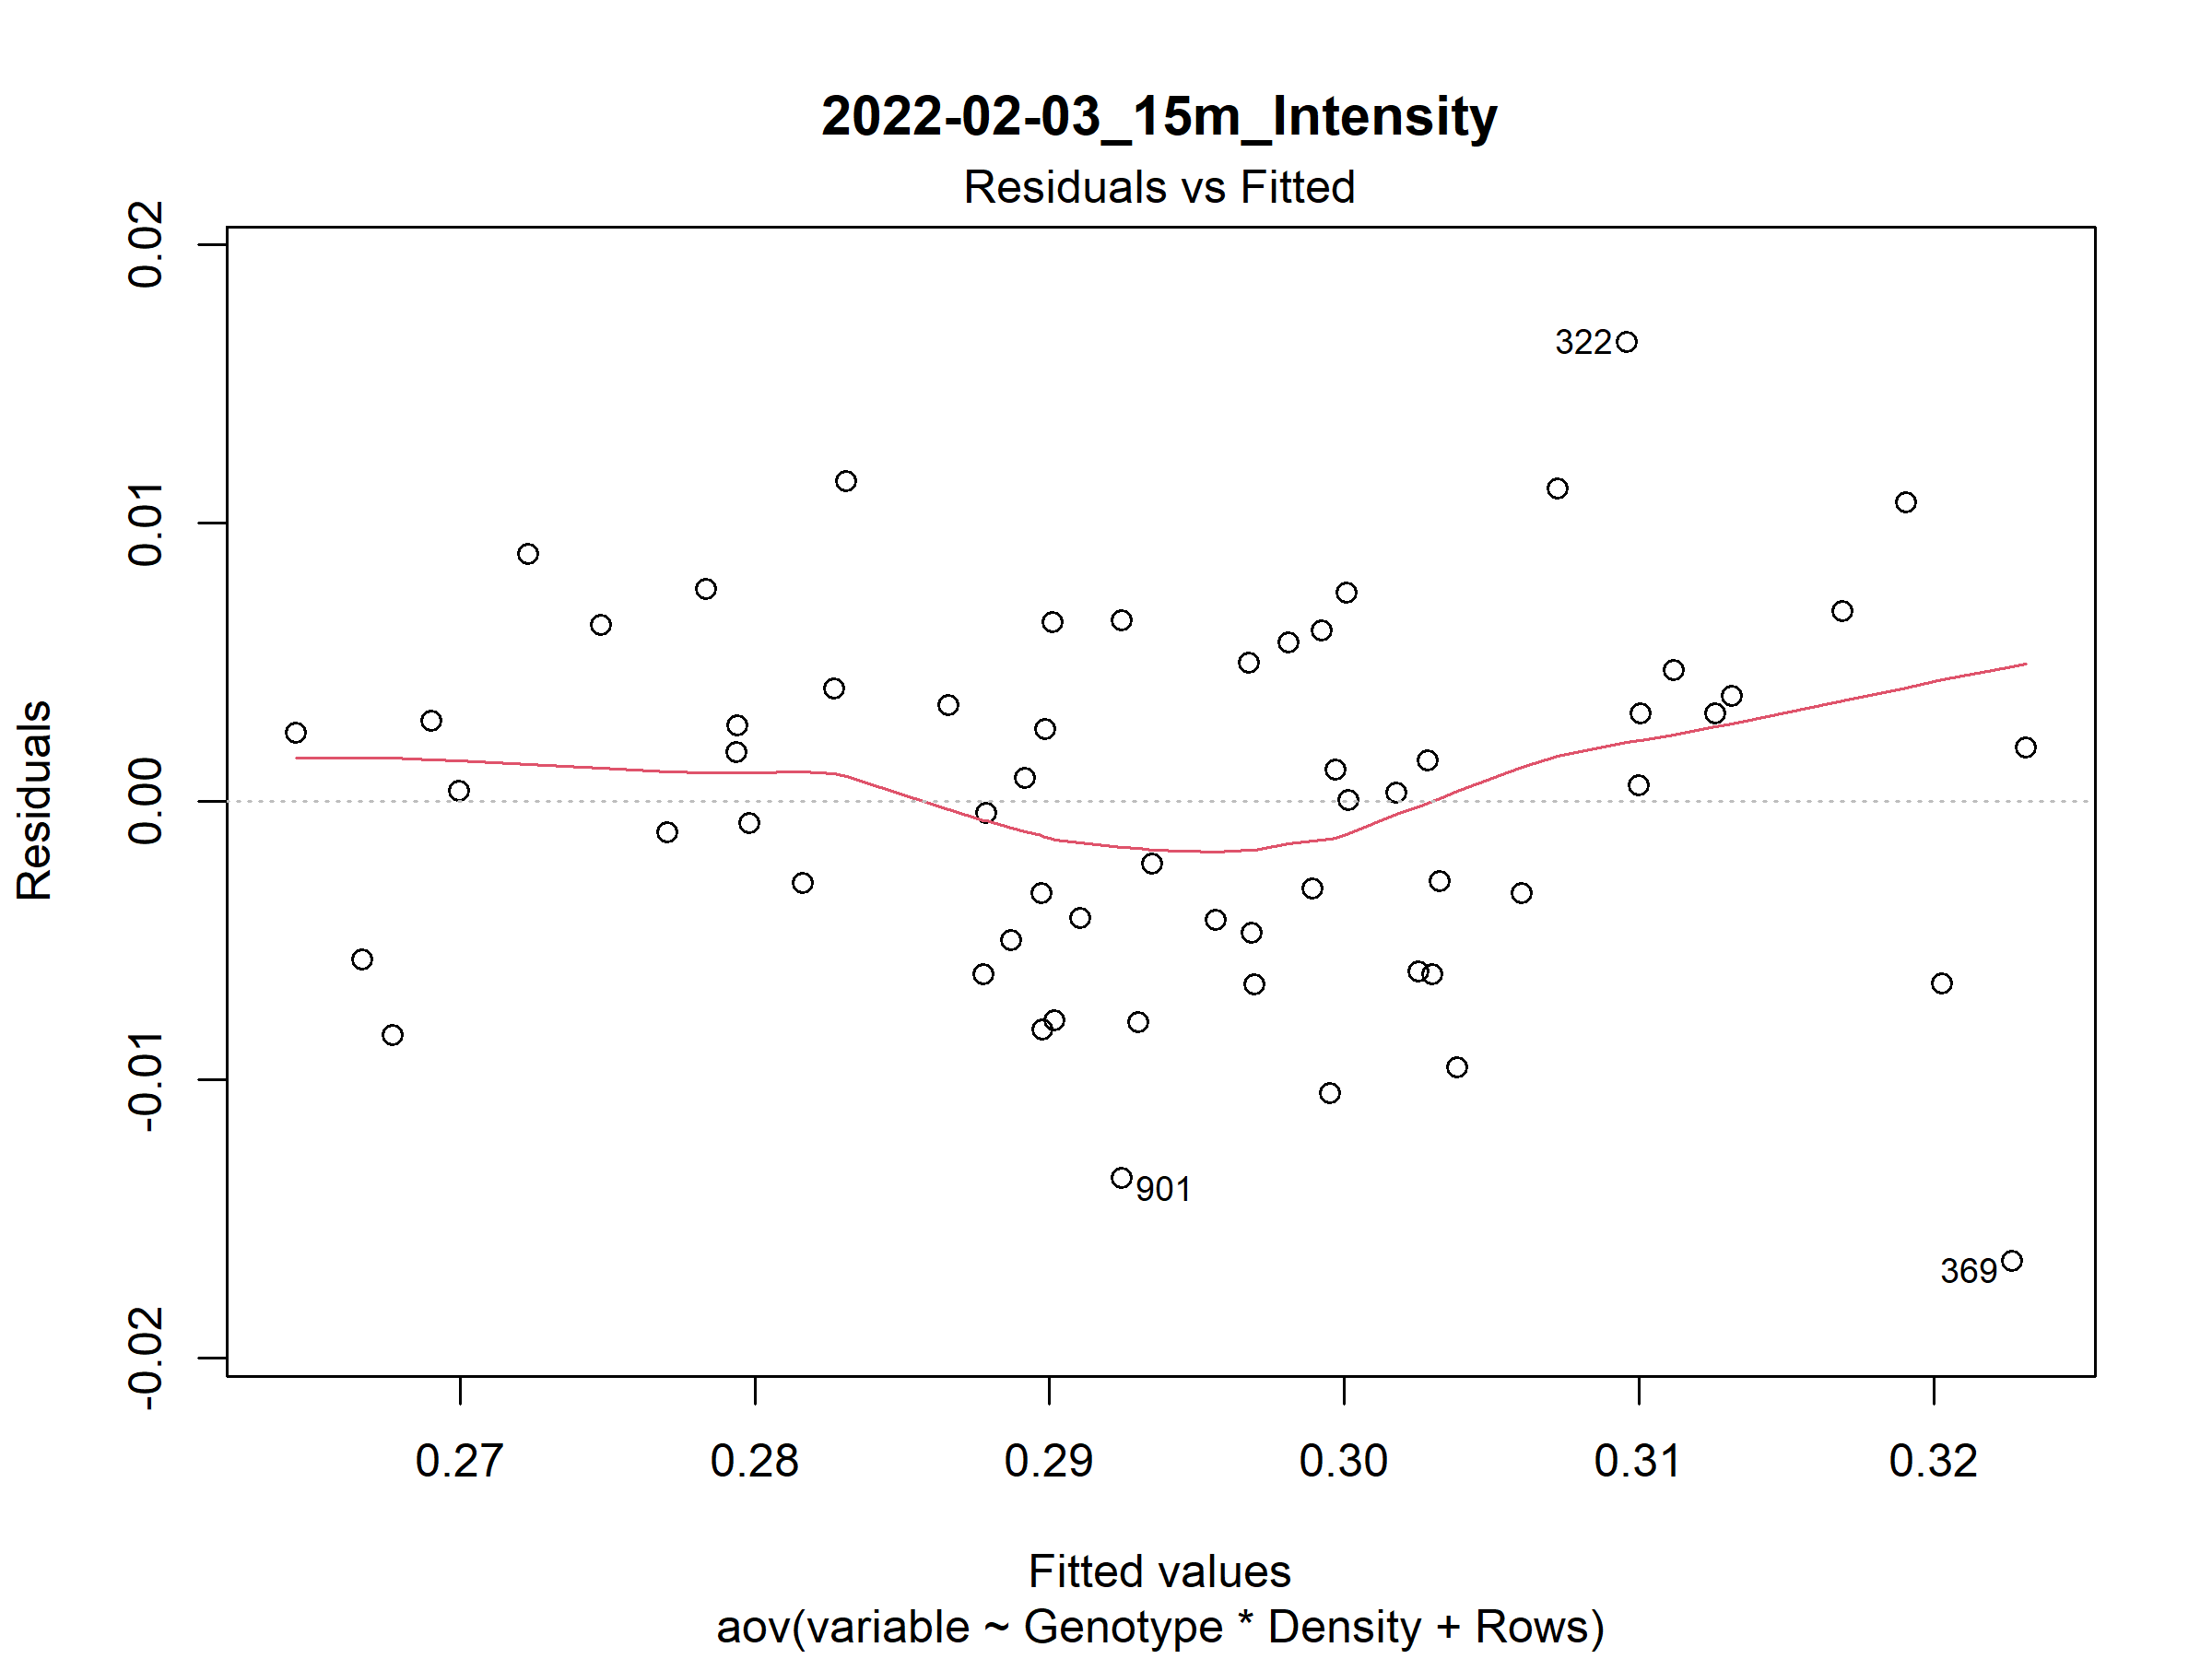 2022-02-03_15m_Intensity
Residuals vs Fitted
0.02
0.01
0.00
-0.01
-0.02
Residuals
322
901
369
0.27 0.28 0.29 0.30 0.31 0.32
Fitted values
aov(variable ~ Genotype * Density + Rows)